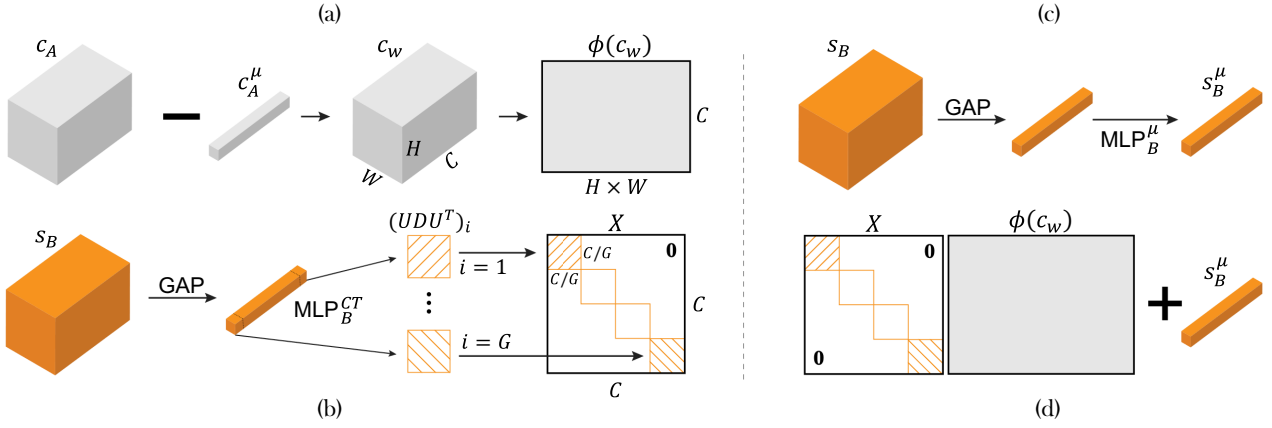 (a)
c_A
c_A^μ
c_w
H
W
C
ϕ(c_w)
C
H × W
s_B
GAP
MLP_B^{CT}
(UDU^T)_i
i = 1
⋮
i = G
X
C/G
C/G
0
C
C
(b)
(c)
s_B
GAP
MLP_B^μ
s_B^μ
X
0
0
ϕ(c_w)
s_B^μ
(d)